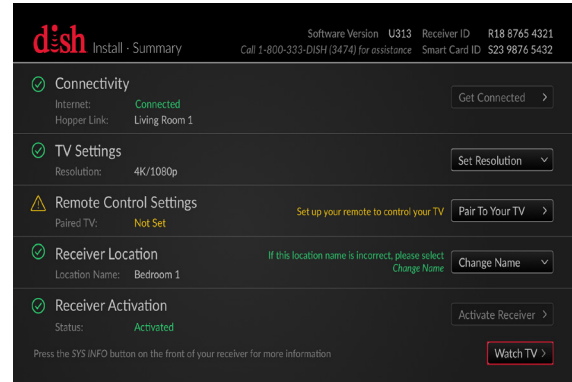 dish Install · Summary
Software Version U313 Receiver ID R18 8765 4321
Call 1-800-333-DISH (3474) for assistance Smart Card ID S23 9876 5432
Connectivity
Internet: Connected
Hopper Link: Living Room 1
Get Connected >
TV Settings
Resolution: 4K/1080p
Set Resolution
Remote Control Settings
Paired TV: Not Set
Set up your remote to control your TV
Pair To Your TV >
Receiver Location
Location Name: Bedroom 1
If this location name is incorrect, please select
Change Name
Change Name
Receiver Activation
Status: Activated
Activate Receiver >
Press the SYS INFO button on the front of your receiver for more information
Watch TV >